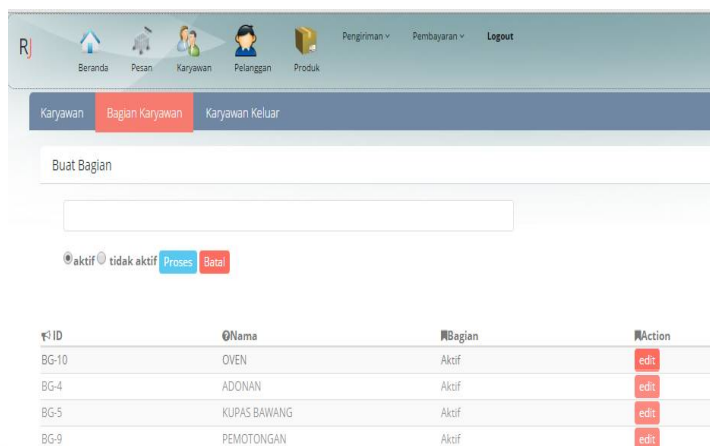 RJ
Beranda Pesan Karyawan Pelanggan Produk Pengiriman Pembayaran Logout
Karyawan Bagian Karyawan Karyawan Keluar
Buat Bagian
aktif tidak aktif Proses Batal
ID Nama Bagian Action
BG-10 OVEN Aktif edit
BG-4 ADONAN Aktif edit
BG-5 KUPAS BAWANG Aktif edit
BG-9 PEMOTONGAN Aktif edit